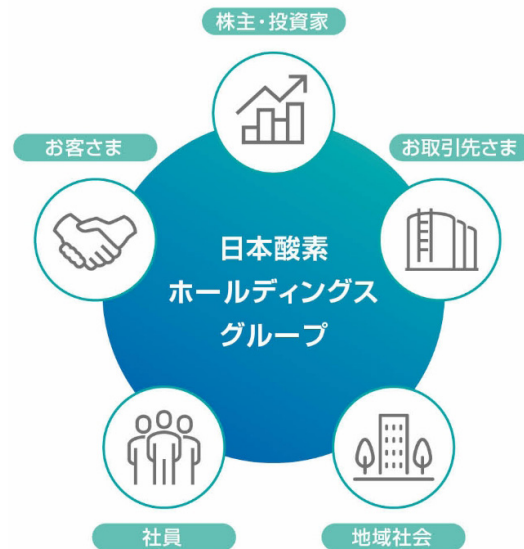 株主・投資家
お客さま
お取引先さま
日本酸素
ホールディングス
グループ
社員
地域社会